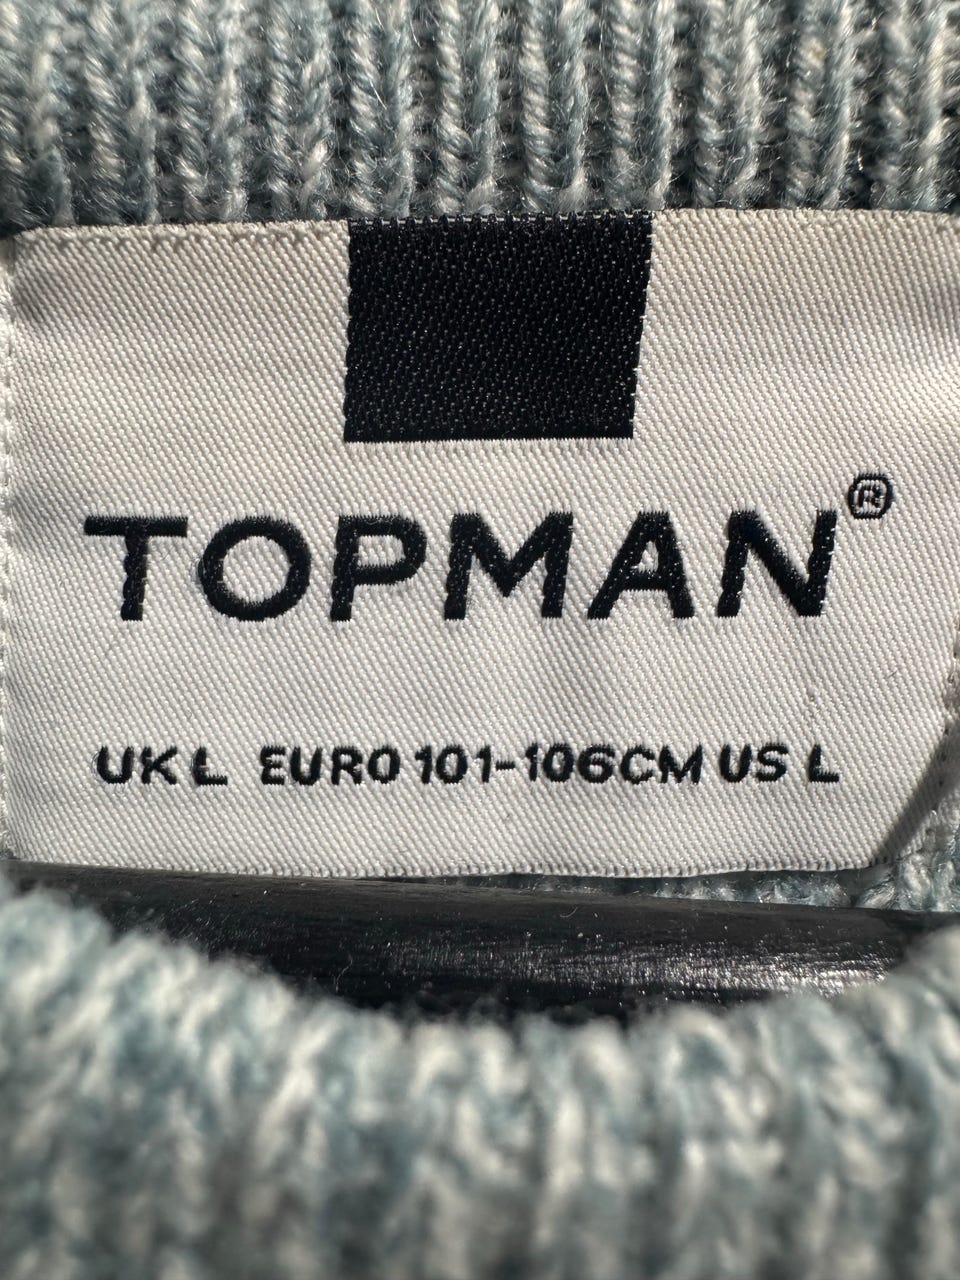 TOPMAN®
UK L EURO 101-106CM US L